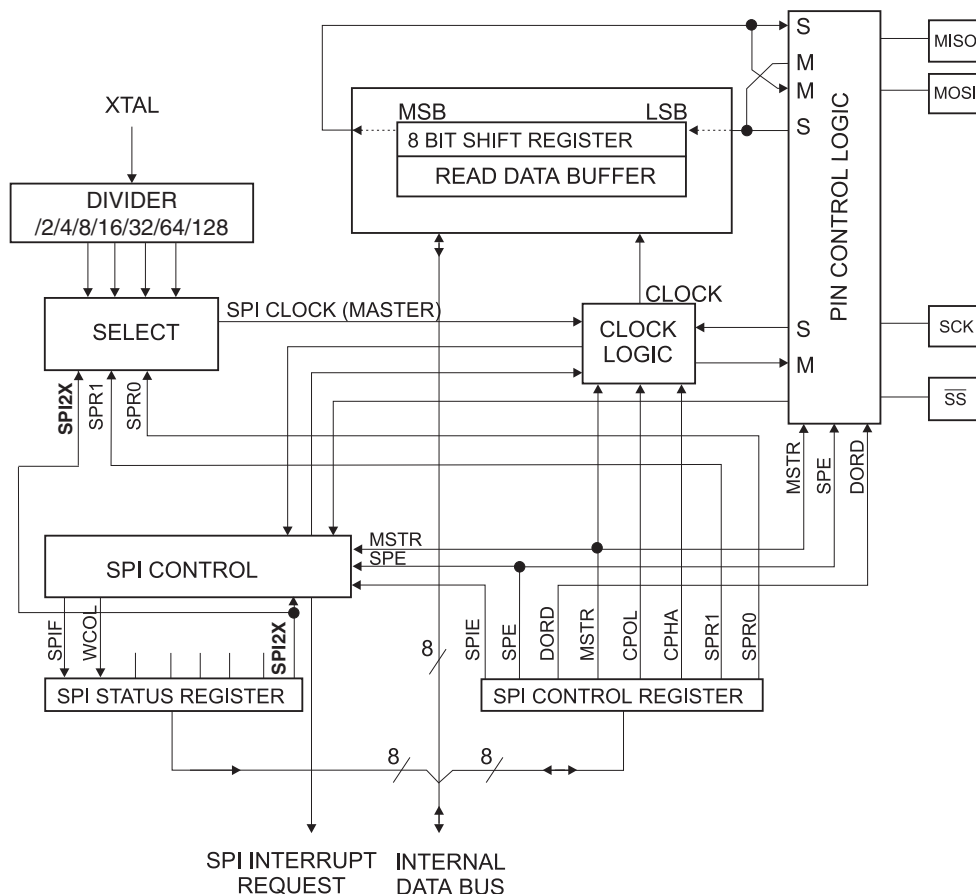 S
MISO
M
XTAL
MSB
LSB
M
MOSI
8 BIT SHIFT REGISTER
S
READ DATA BUFFER
PIN CONTROL LOGIC
DIVIDER
/2/4/8/16/32/64/128
SPI CLOCK (MASTER)
CLOCK
SELECT
CLOCK
LOGIC
S
SCK
M
SPI2X
SPR1
SPR0
SS
MSTR
SPE
DORD
MSTR
SPE
SPI CONTROL
SPIF
WCOL
SPI2X
SPIE
SPE
DORD
MSTR
CPOL
CPHA
SPR1
SPR0
8
SPI STATUS REGISTER
SPI CONTROL REGISTER
8
8
SPI INTERRUPT
REQUEST
INTERNAL
DATA BUS